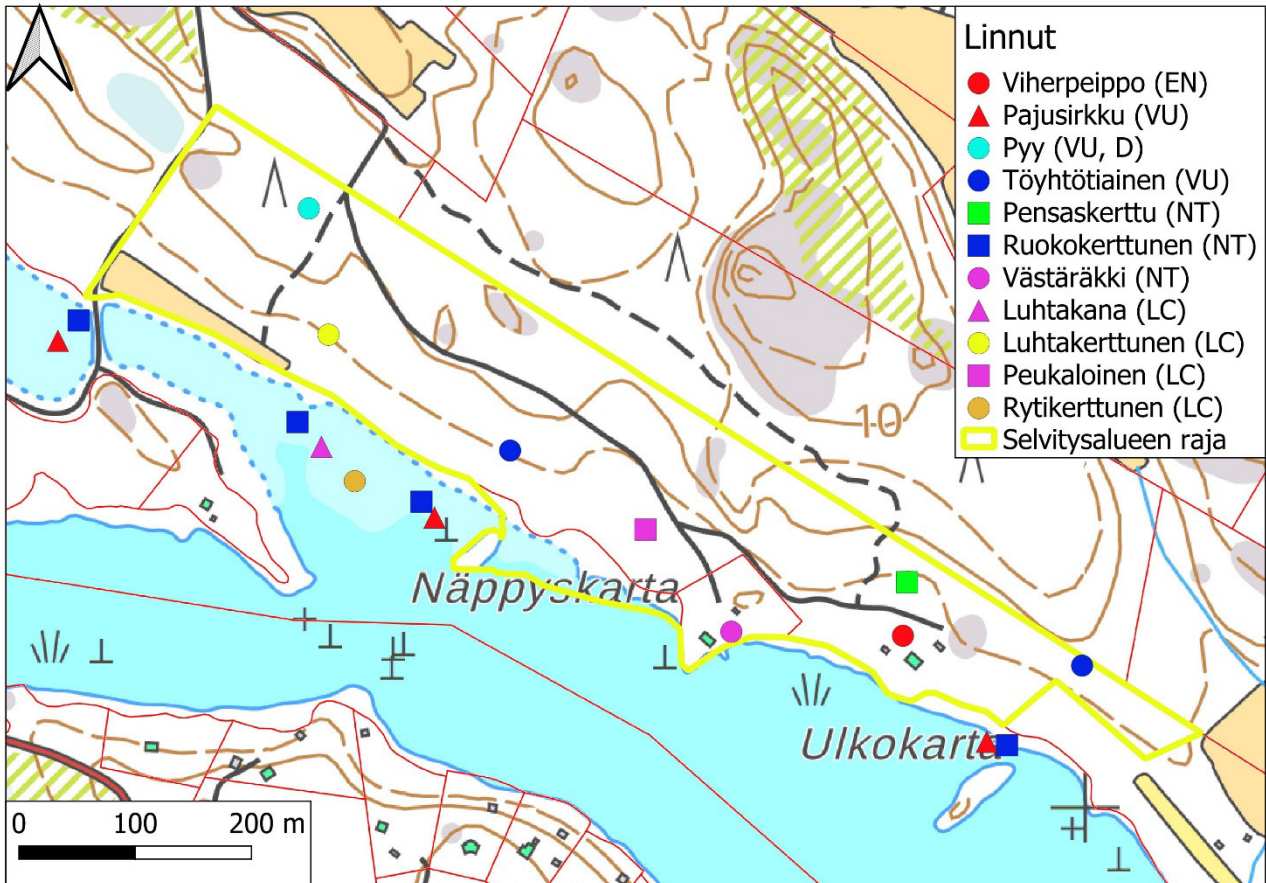 Linnut
Viherpeippo (EN)
Pajusirkku (VU)
Pyy (VU, D)
Töyhtötiainen (VU)
Pensaskerttu (NT)
Ruokokerttunen (NT)
Västäräkki (NT)
Luhtakana (LC)
Luhtakerttunen (LC)
Peukaloinen (LC)
Rytikerttunen (LC)
Selvitysalueen raja
10
Näppyskarta
Ulkokarta
0 100 200 m